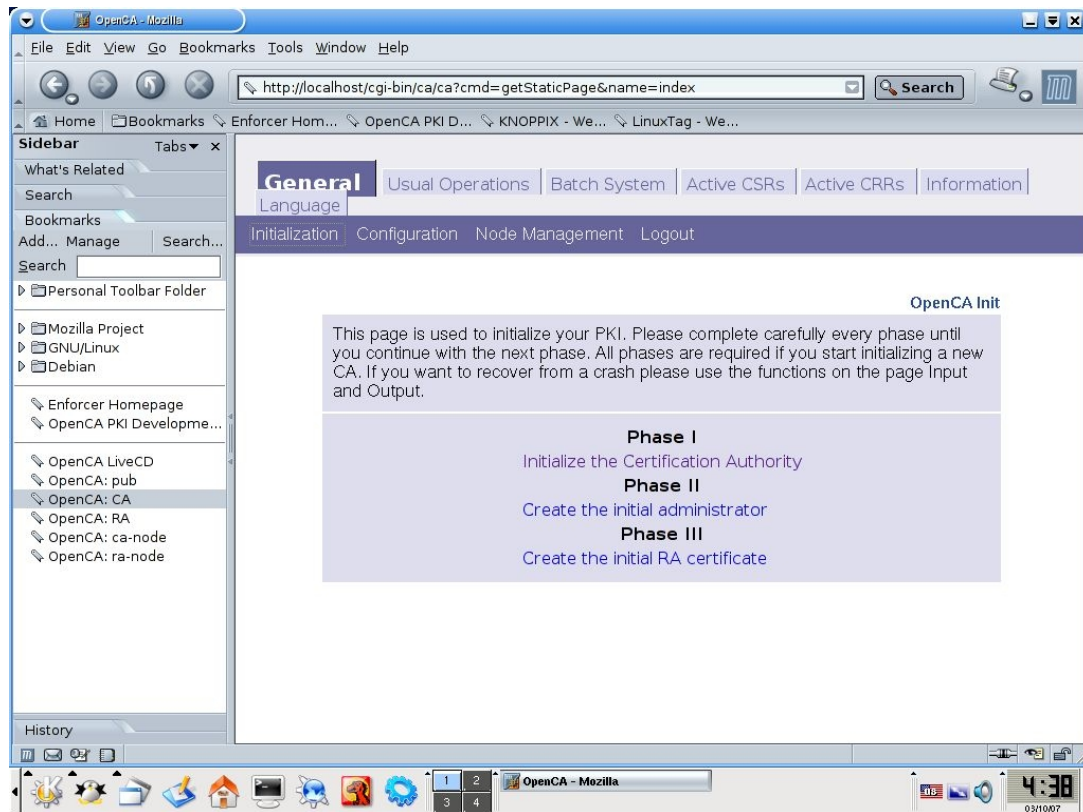 OpenCA - Mozilla
File Edit View Go Bookmarks Tools Window Help
http://localhost/cgi-bin/ca/ca?cmd=getStaticPage&name=index
Search
Home Bookmarks Enforcer Hom... OpenCA PKI D... KNOPPIX - We... LinuxTag - We...
Sidebar Tabs x
What's Related
Search
Bookmarks
Add... Manage Search...
Search
Personal Toolbar Folder
Mozilla Project
GNU/Linux
Debian
Enforcer Homepage
OpenCA PKI Developme...
OpenCA LiveCD
OpenCA: pub
OpenCA: CA
OpenCA: RA
OpenCA: ca-node
OpenCA: ra-node
History
General Usual Operations Batch System Active CSRs Active CRRs Information
Language
Initialization Configuration Node Management Logout
OpenCA Init
This page is used to initialize your PKI. Please complete carefully every phase until
you continue with the next phase. All phases are required if you start initializing a new
CA. If you want to recover from a crash please use the functions on the page Input
and Output.
Phase I
Initialize the Certification Authority
Phase II
Create the initial administrator
Phase III
Create the initial RA certificate
1 2
3 4
OpenCA - Mozilla
us
4:38
03/10/07